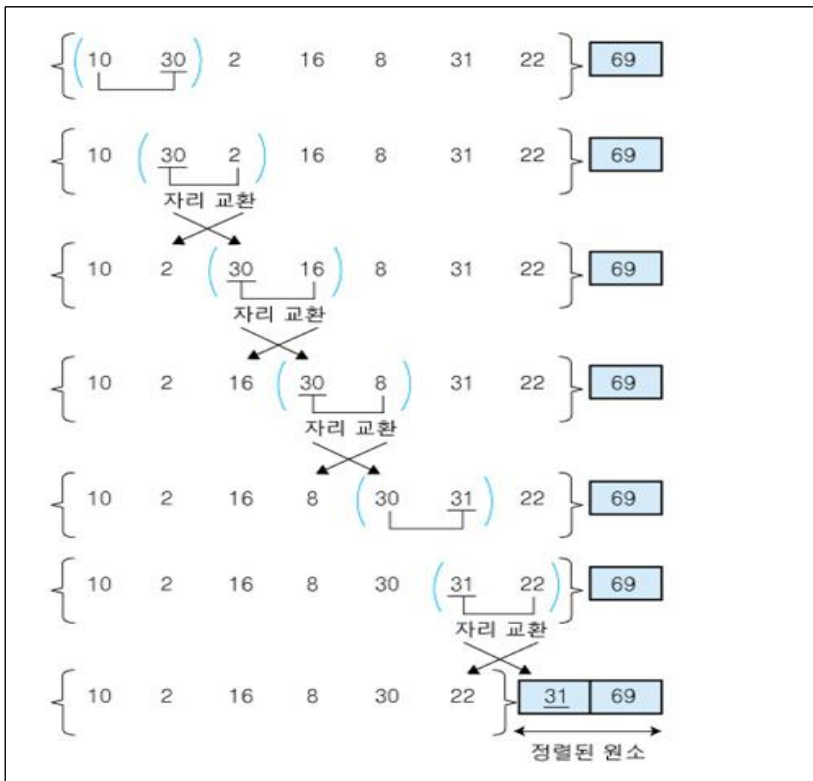 { ( 10 30 ) 2 16 8 31 22 } 69
{ 10 ( 30 2 ) 16 8 31 22 } 69
자리 교환
{ 10 2 ( 30 16 ) 8 31 22 } 69
자리 교환
{ 10 2 16 ( 30 8 ) 31 22 } 69
자리 교환
{ 10 2 16 8 ( 30 31 ) 22 } 69
{ 10 2 16 8 30 ( 31 22 ) } 69
자리 교환
{ 10 2 16 8 30 22 } 31 69
정렬된 원소